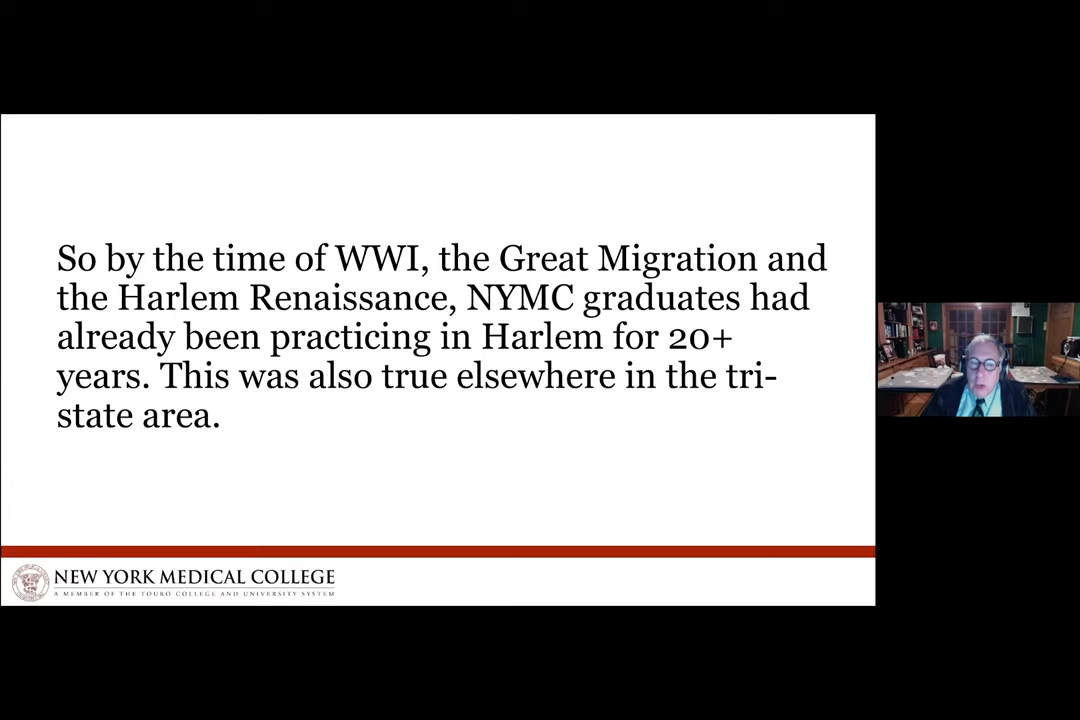 So by the time of WWI, the Great Migration and
the Harlem Renaissance, NYMC graduates had
already been practicing in Harlem for 20+
years. This was also true elsewhere in the tri-
state area.
NEW YORK MEDICAL COLLEGE
A MEMBER OF THE TOURO COLLEGE AND UNIVERSITY SYSTEM